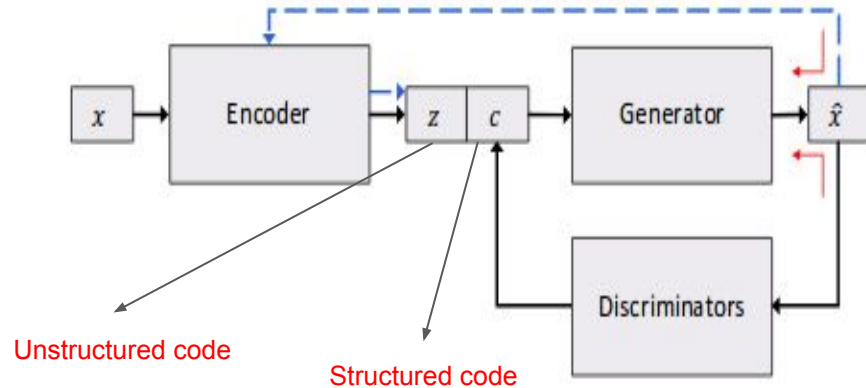 x
Encoder
z
c
Generator
x̂
Discriminators
Unstructured code
Structured code